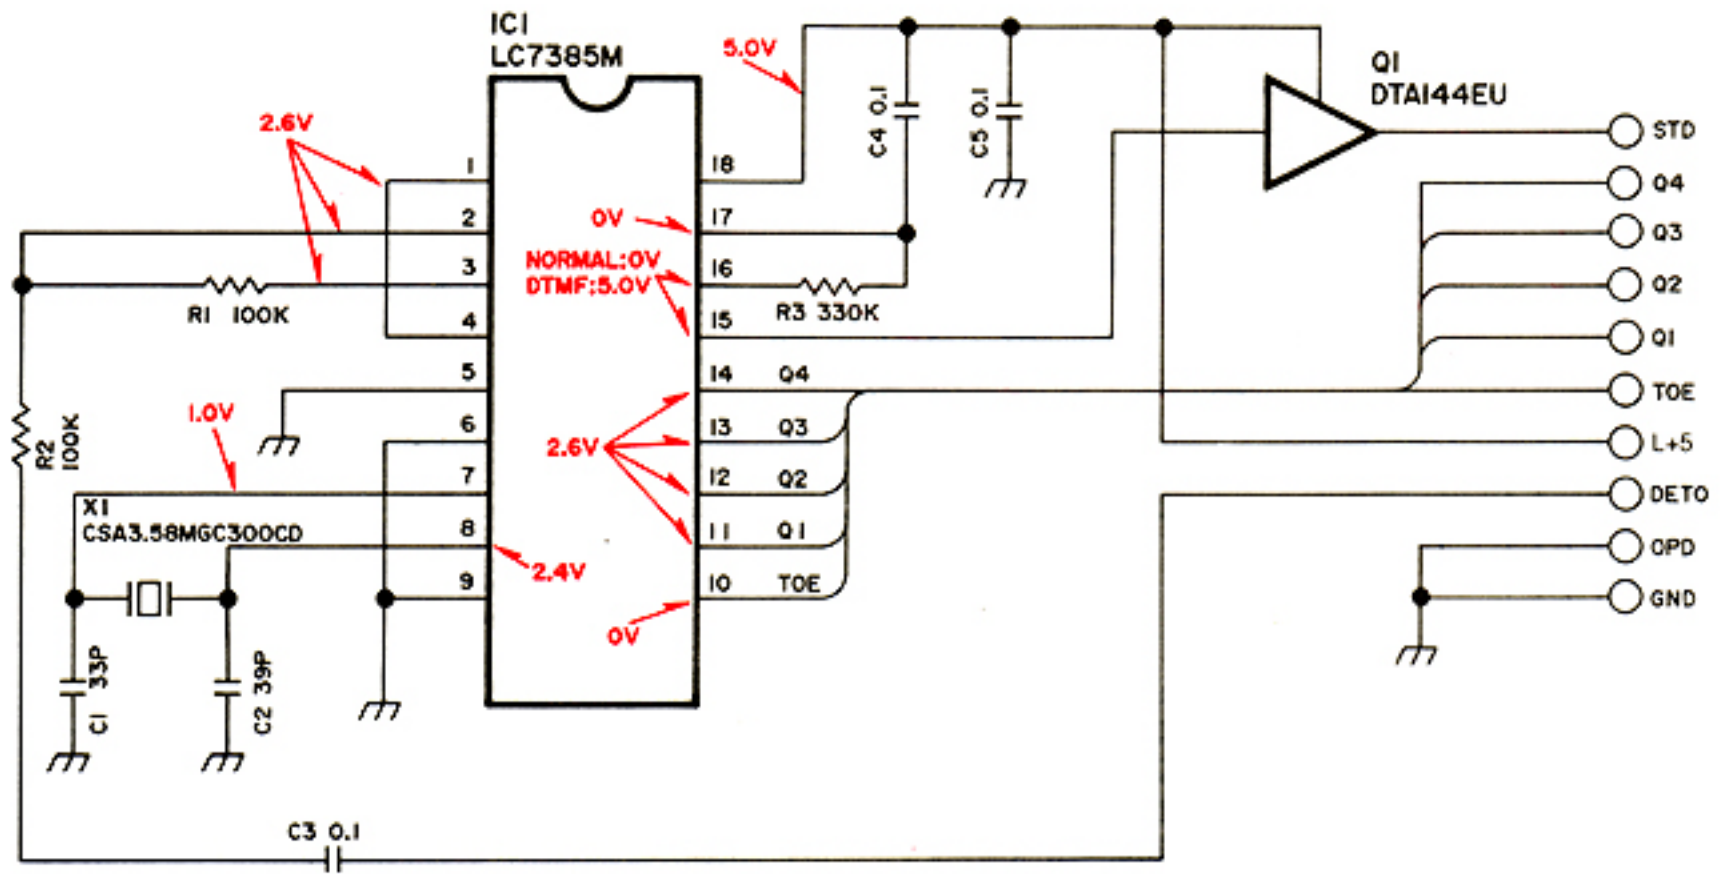 IC1
LC7385M
5.0V
Q1
DTA144EU
C4 0.1
C5 0.1
2.6V
STD
1
18
Q4
2
0V
17
Q3
3
NORMAL:0V
DTMF:5.0V
16
Q2
R1 100K
R3 330K
4
15
Q1
5
14
Q4
TOE
1.0V
R2
100K
6
2.6V
13
Q3
L+5
7
12
Q2
DETO
X1
CSA3.58MGC300CD
8
11
Q1
OPD
2.4V
9
10
TOE
GND
0V
C1 33P
C2 39P
C3 0.1